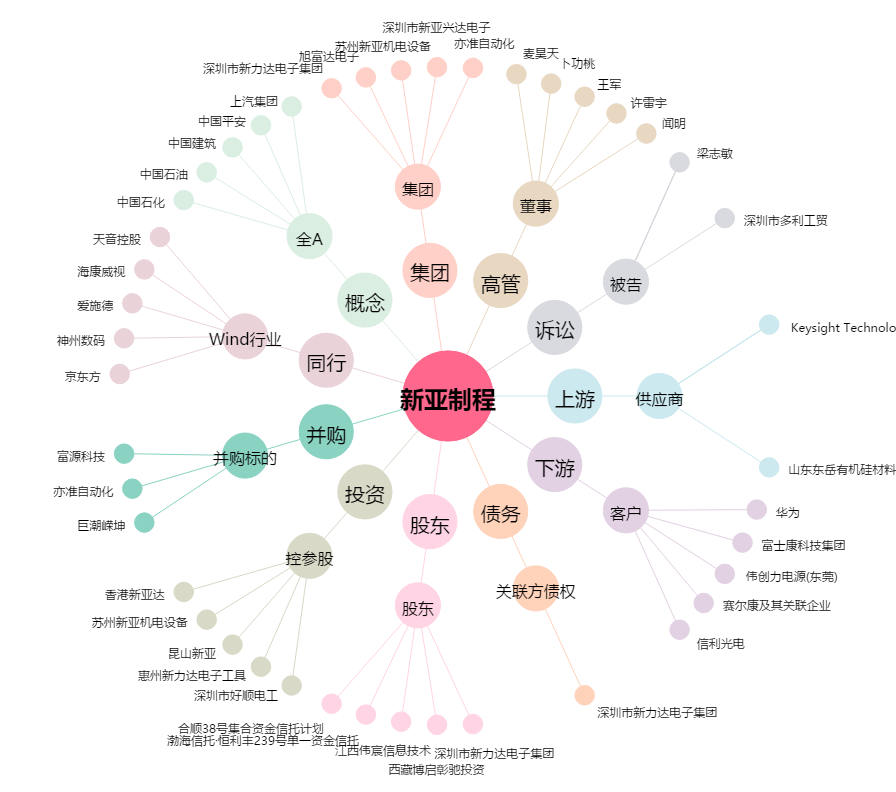 深圳市新亚兴达电子
苏州新亚机电设备
亦准自动化
旭富达电子
深圳市新力达电子集团
麦昊天
卜功桃
王军
许雷宇
闻明
上汽集团
中国平安
中国建筑
中国石油
中国石化
集团
董事
梁志敏
深圳市多利工贸
全A
天音控股
海康威视
爱施德
神州数码
京东方
集团
高管
被告
概念
诉讼
Wind行业
同行
Keysight Technolo
新亚制程
上游
供应商
并购
并购标的
富源科技
亦准自动化
巨潮嵘坤
下游
山东东岳有机硅材料
投资
股东
债务
客户
华为
富士康科技集团
伟创力电源(东莞)
赛尔康及其关联企业
信利光电
控参股
香港新亚达
苏州新亚机电设备
昆山新亚
惠州新力达电子工具
深圳市好顺电工
股东
关联方债权
深圳市新力达电子集团
合顺38号集合资金信托计划
渤海信托·恒利丰239号单一资金信托
江西伟宸信息技术
深圳市新力达电子集团
西藏博启彰驰投资